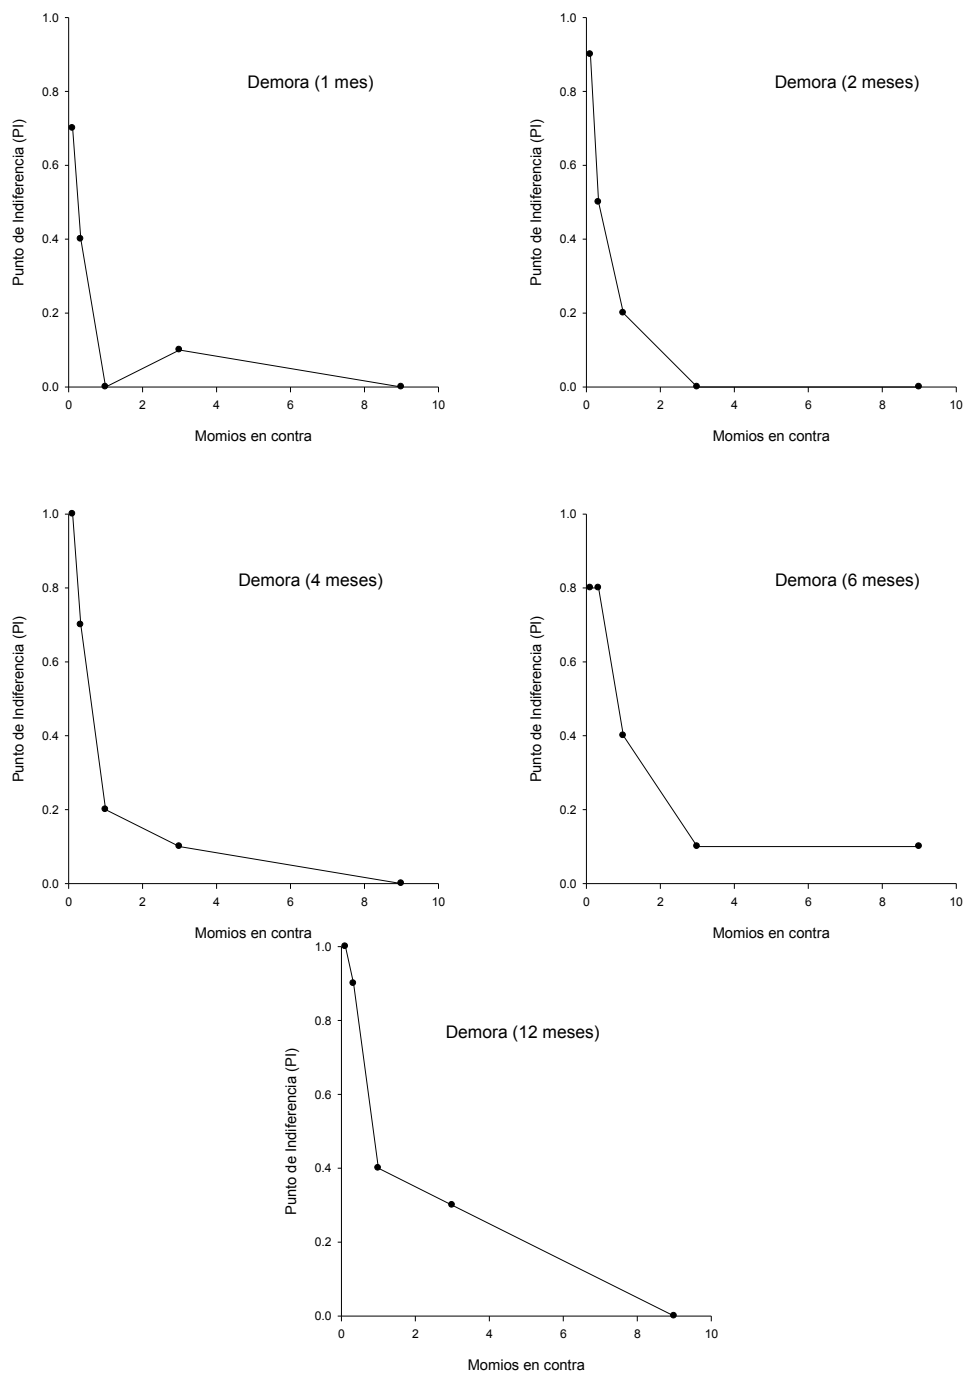 1.0
0.8
0.6
0.4
0.2
0.0
Punto de Indiferencia (PI)
Demora (1 mes)
0 2 4 6 8 10
Momios en contra
1.0
0.8
0.6
0.4
0.2
0.0
Punto de Indiferencia (PI)
Demora (2 meses)
0 2 4 6 8 10
Momios en contra
1.0
0.8
0.6
0.4
0.2
0.0
Punto de Indiferencia (PI)
Demora (4 meses)
0 2 4 6 8 10
Momios en contra
1.0
0.8
0.6
0.4
0.2
0.0
Punto de Indiferencia (PI)
Demora (6 meses)
0 2 4 6 8 10
Momios en contra
1.0
0.8
0.6
0.4
0.2
0.0
Punto de Indiferencia (PI)
Demora (12 meses)
0 2 4 6 8 10
Momios en contra